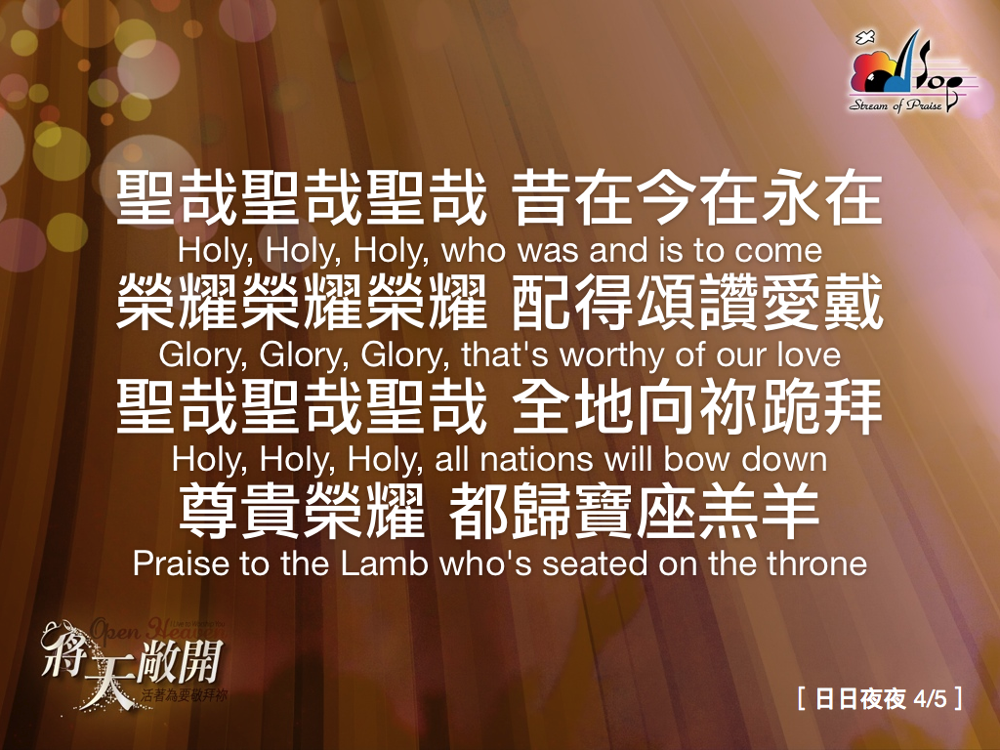 SOP
Stream of Praise
聖哉聖哉聖哉 昔在今在永在
Holy, Holy, Holy, who was and is to come
榮耀榮耀榮耀 配得頌讚愛戴
Glory, Glory, Glory, that's worthy of our love
聖哉聖哉聖哉 全地向祢跪拜
Holy, Holy, Holy, all nations will bow down
尊貴榮耀 都歸寶座羔羊
Praise to the Lamb who's seated on the throne
Open Heaven
將天敞開
活著為要敬拜祢
[ 日日夜夜 4/5 ]